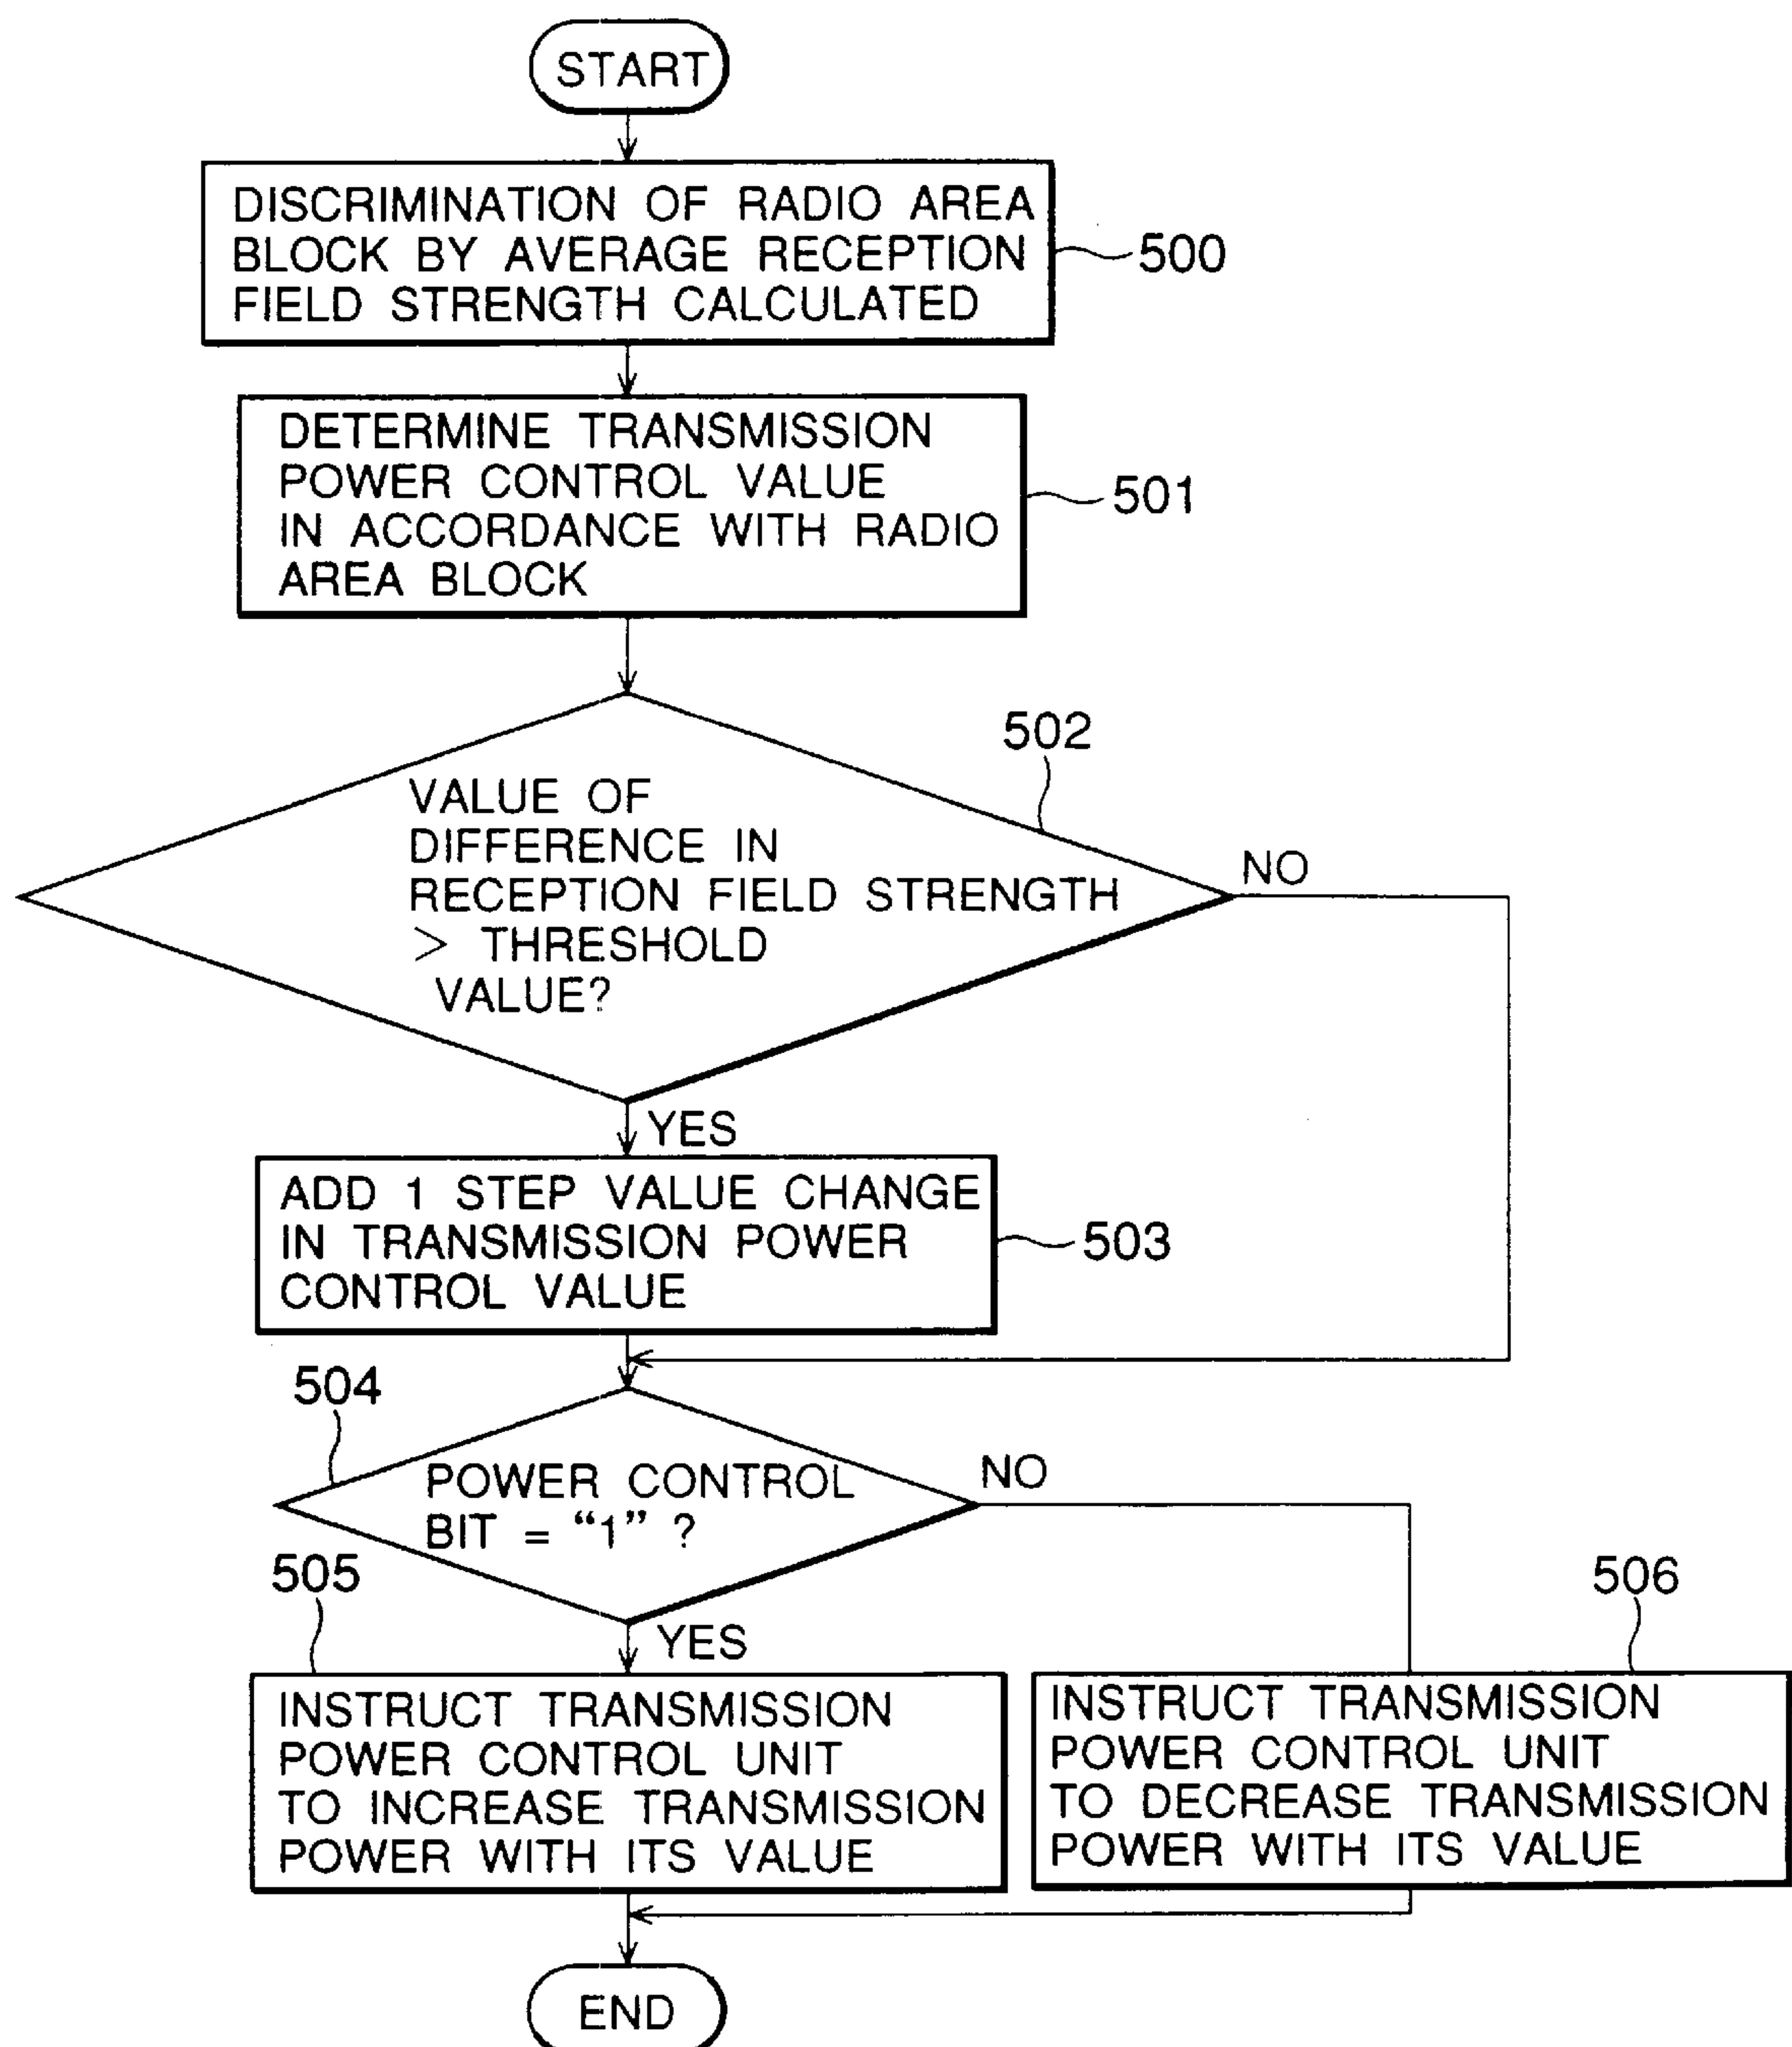 START
DISCRIMINATION OF RADIO AREA
BLOCK BY AVERAGE RECEPTION
FIELD STRENGTH CALCULATED
500
DETERMINE TRANSMISSION
POWER CONTROL VALUE
IN ACCORDANCE WITH RADIO
AREA BLOCK
501
502
VALUE OF
DIFFERENCE IN
RECEPTION FIELD STRENGTH
> THRESHOLD
VALUE?
NO
YES
ADD 1 STEP VALUE CHANGE
IN TRANSMISSION POWER
CONTROL VALUE
503
504
POWER CONTROL
BIT = “1” ?
NO
YES
505
INSTRUCT TRANSMISSION
POWER CONTROL UNIT
TO INCREASE TRANSMISSION
POWER WITH ITS VALUE
506
INSTRUCT TRANSMISSION
POWER CONTROL UNIT
TO DECREASE TRANSMISSION
POWER WITH ITS VALUE
END